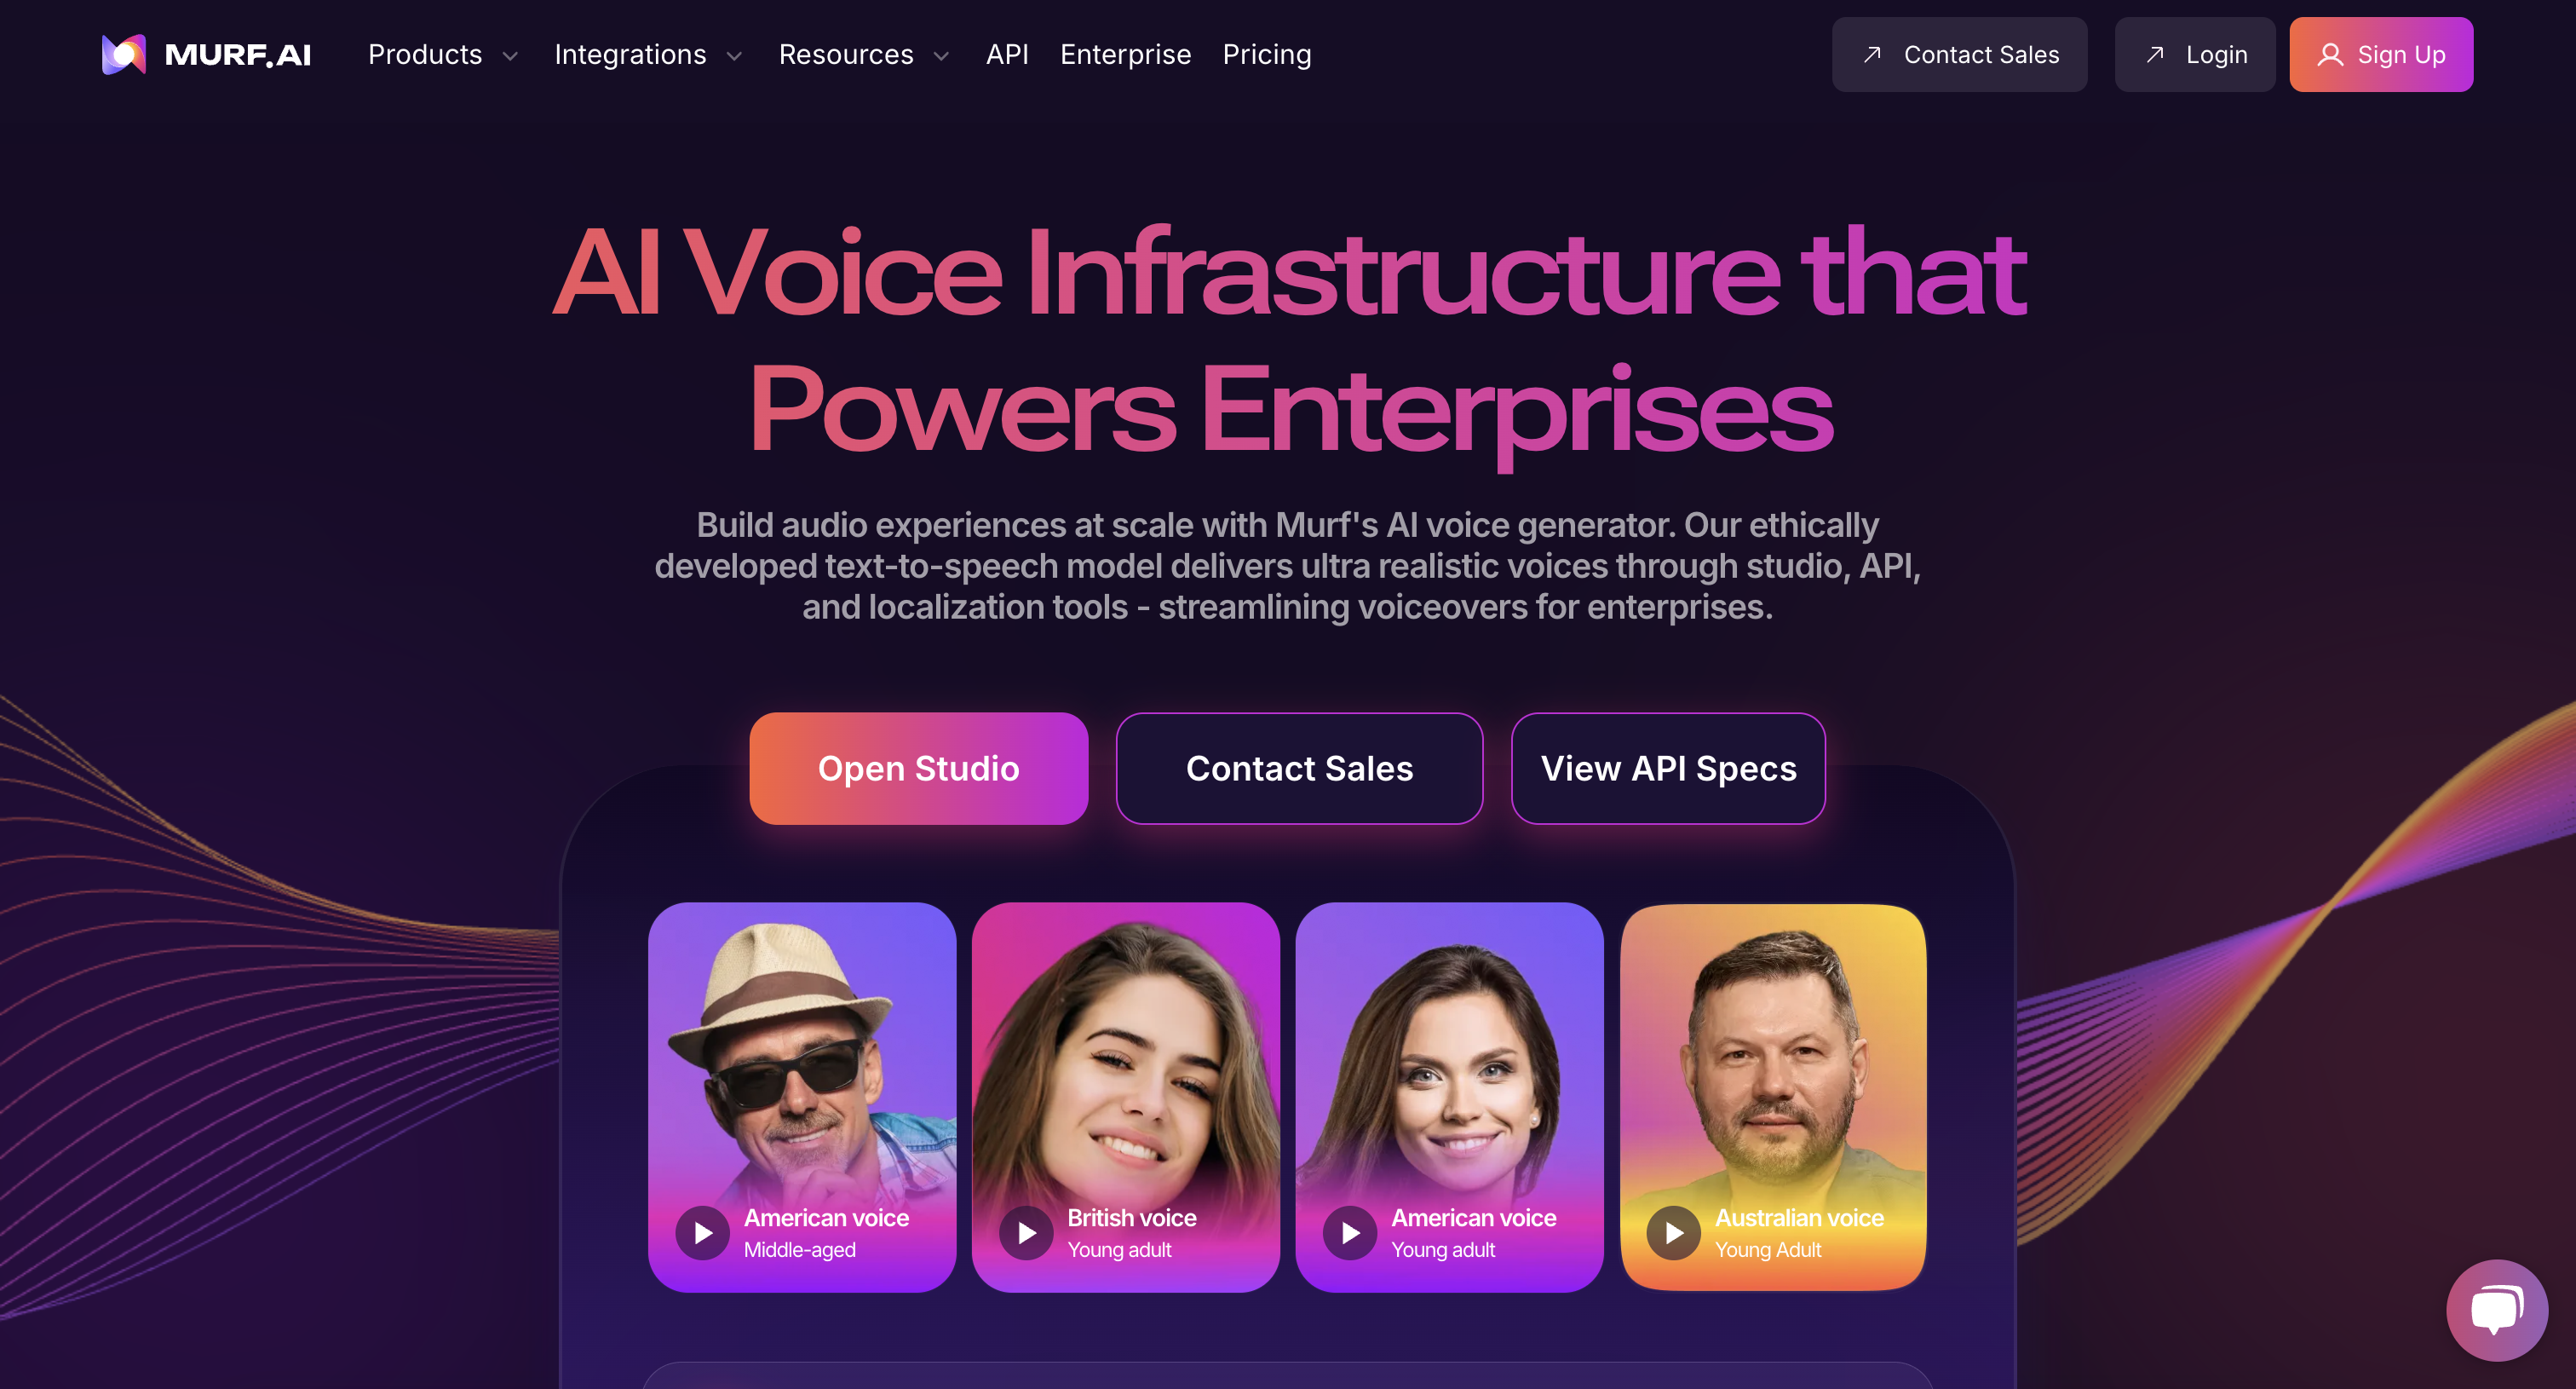 MURF.AI
Products
Integrations
Resources
API
Enterprise
Pricing
Contact Sales
Login
Sign Up
AI Voice Infrastructure that
Powers Enterprises
Build audio experiences at scale with Murf's AI voice generator. Our ethically
developed text-to-speech model delivers ultra realistic voices through studio, API,
and localization tools - streamlining voiceovers for enterprises.
Open Studio
Contact Sales
View API Specs
American voice
Middle-aged
British voice
Young adult
American voice
Young adult
Australian voice
Young Adult